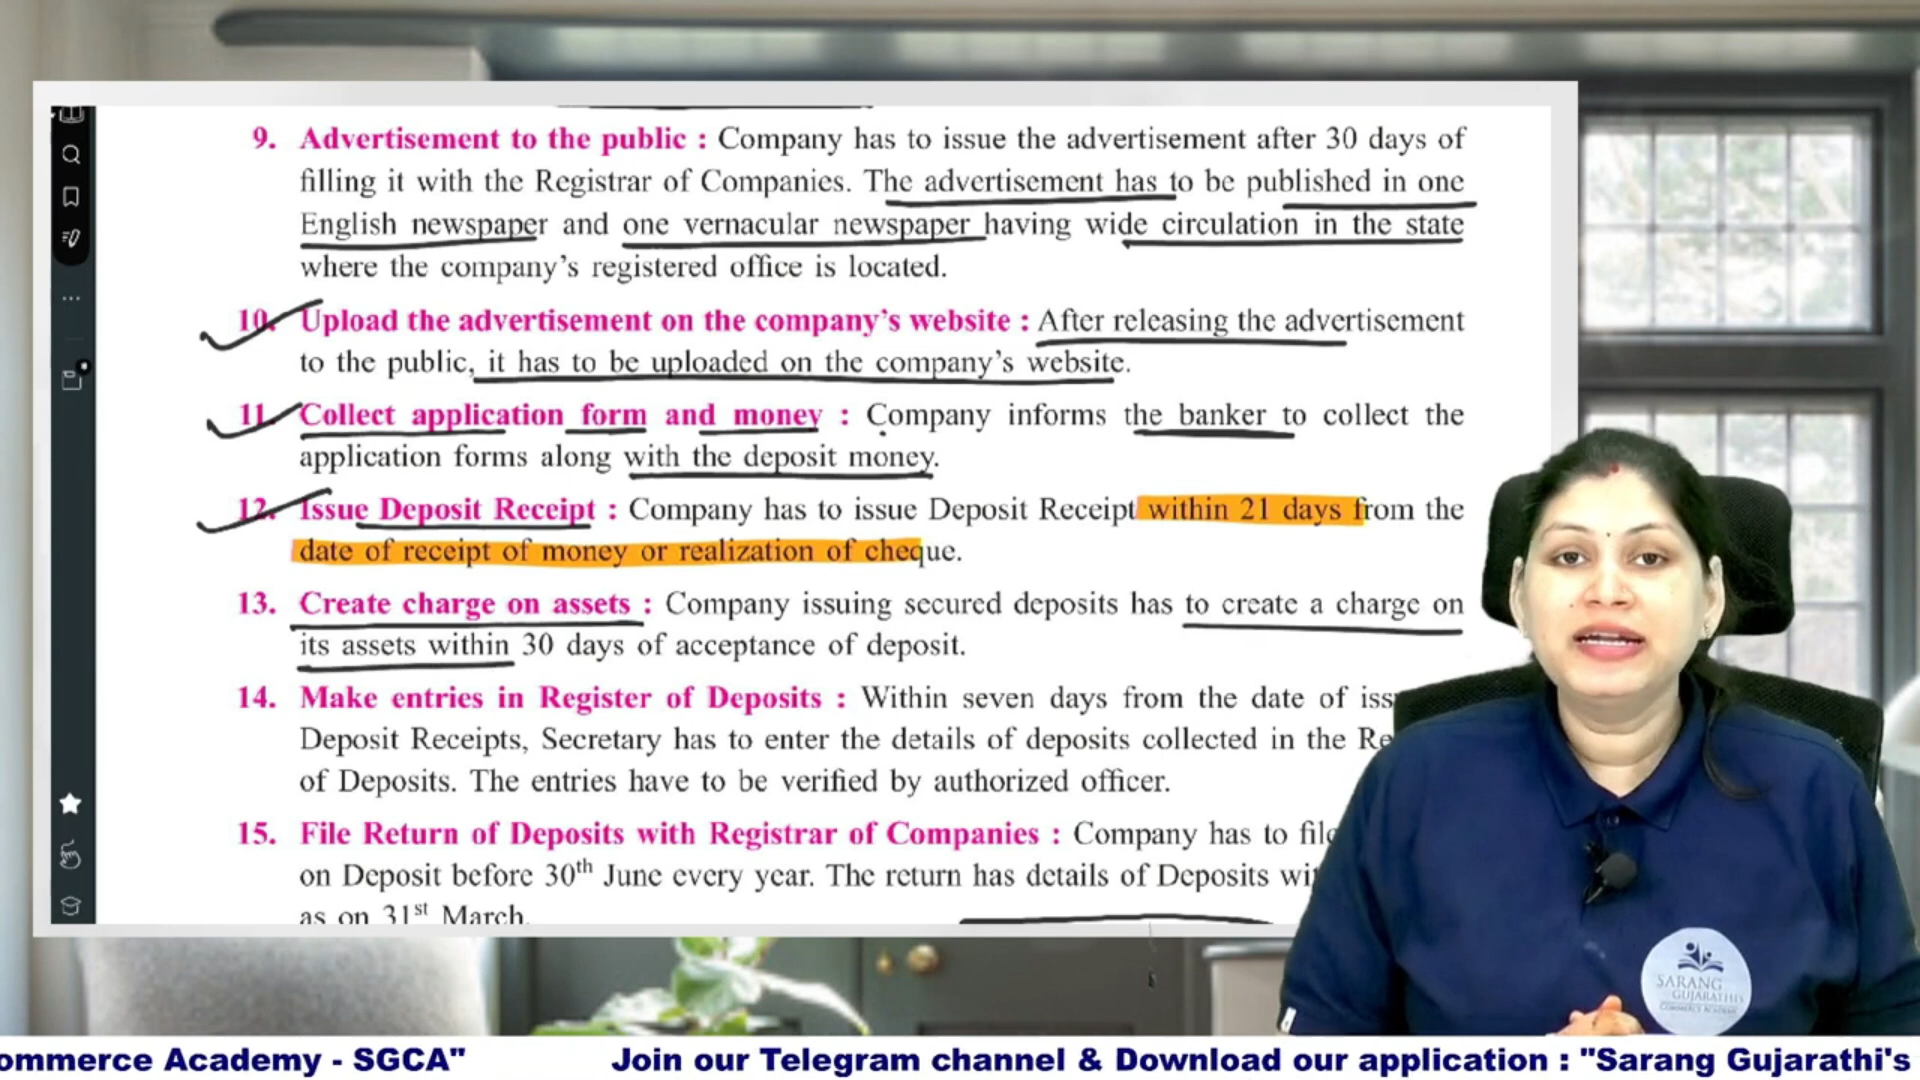 9. Advertisement to the public : Company has to issue the advertisement after 30 days of
filling it with the Registrar of Companies. The advertisement has to be published in one
English newspaper and one vernacular newspaper having wide circulation in the state
where the company's registered office is located.
10. Upload the advertisement on the company's website : After releasing the advertisement
to the public, it has to be uploaded on the company's website.
11. Collect application form and money : Company informs the banker to collect the
application forms along with the deposit money.
12. Issue Deposit Receipt : Company has to issue Deposit Receipt within 21 days from the
date of receipt of money or realization of cheque.
13. Create charge on assets : Company issuing secured deposits has to create a charge on
its assets within 30 days of acceptance of deposit.
14. Make entries in Register of Deposits : Within seven days from the date of iss
Deposit Receipts, Secretary has to enter the details of deposits collected in the Re
of Deposits. The entries have to be verified by authorized officer.
15. File Return of Deposits with Registrar of Companies : Company has to file
on Deposit before 30th June every year. The return has details of Deposits wi
as on 31st March.
SARANG
GUJARATHI'S
COMMERCE ACADEMY
ommerce Academy - SGCA" Join our Telegram channel & Download our application : "Sarang Gujarathi's